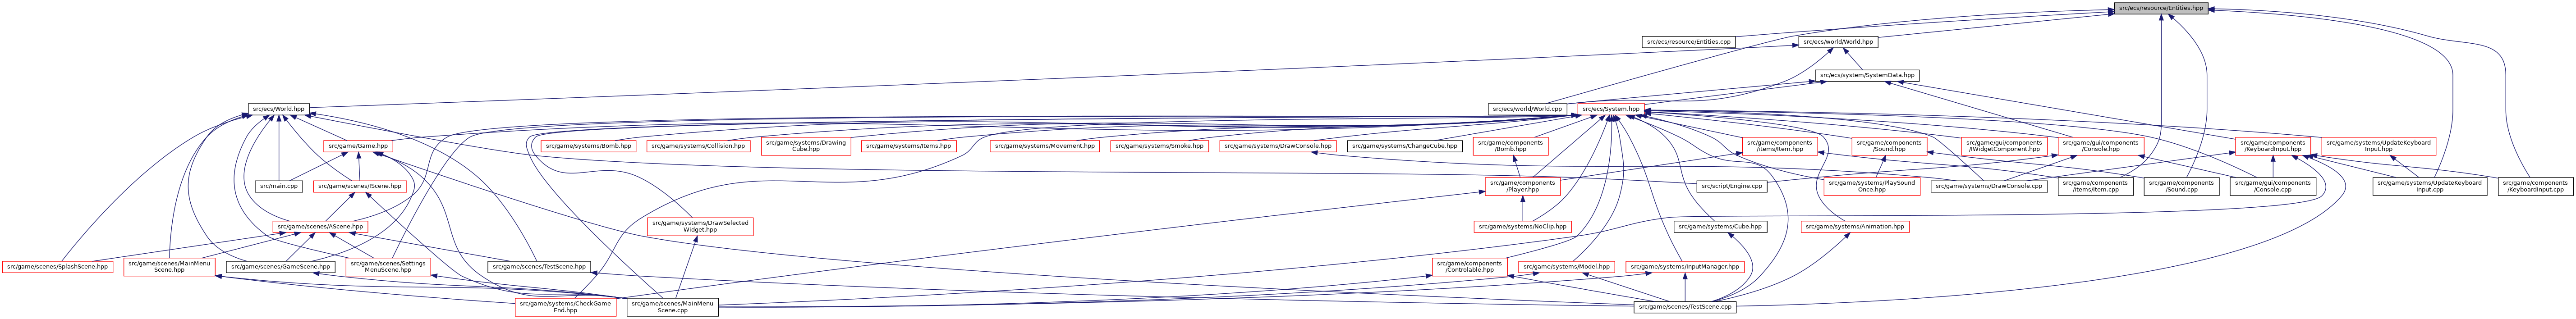 src/ecs/resource/Entities.hpp
src/ecs/resource/Entities.cpp
src/ecs/world/World.hpp
src/ecs/system/SystemData.hpp
src/ecs/World.hpp
src/ecs/world/World.cpp
src/ecs/System.hpp
src/game/Game.hpp
src/game/systems/Bomb.hpp
src/game/systems/Collision.hpp
src/game/systems/Drawing
Cube.hpp
src/game/systems/Items.hpp
src/game/systems/Movement.hpp
src/game/systems/Smoke.hpp
src/game/systems/DrawConsole.hpp
src/game/systems/ChangeCube.hpp
src/game/components
/Bomb.hpp
src/game/components
/items/Item.hpp
src/game/components
/Sound.hpp
src/game/gui/components
/IWidgetComponent.hpp
src/game/gui/components
/Console.hpp
src/game/components
/KeyboardInput.hpp
src/game/systems/UpdateKeyboard
Input.hpp
src/main.cpp
src/game/scenes/IScene.hpp
src/game/components
/Player.hpp
src/script/Engine.cpp
src/game/systems/PlaySound
Once.hpp
src/game/systems/DrawConsole.cpp
src/game/components
/items/Item.cpp
src/game/components
/Sound.cpp
src/game/gui/components
/Console.cpp
src/game/systems/UpdateKeyboard
Input.cpp
src/game/components
/KeyboardInput.cpp
src/game/scenes/AScene.hpp
src/game/systems/DrawSelected
Widget.hpp
src/game/systems/NoClip.hpp
src/game/systems/Cube.hpp
src/game/systems/Animation.hpp
src/game/scenes/SplashScene.hpp
src/game/scenes/MainMenu
Scene.hpp
src/game/scenes/GameScene.hpp
src/game/scenes/Settings
MenuScene.hpp
src/game/scenes/TestScene.hpp
src/game/components
/Controlable.hpp
src/game/systems/Model.hpp
src/game/systems/InputManager.hpp
src/game/systems/CheckGame
End.hpp
src/game/scenes/MainMenu
Scene.cpp
src/game/scenes/TestScene.cpp